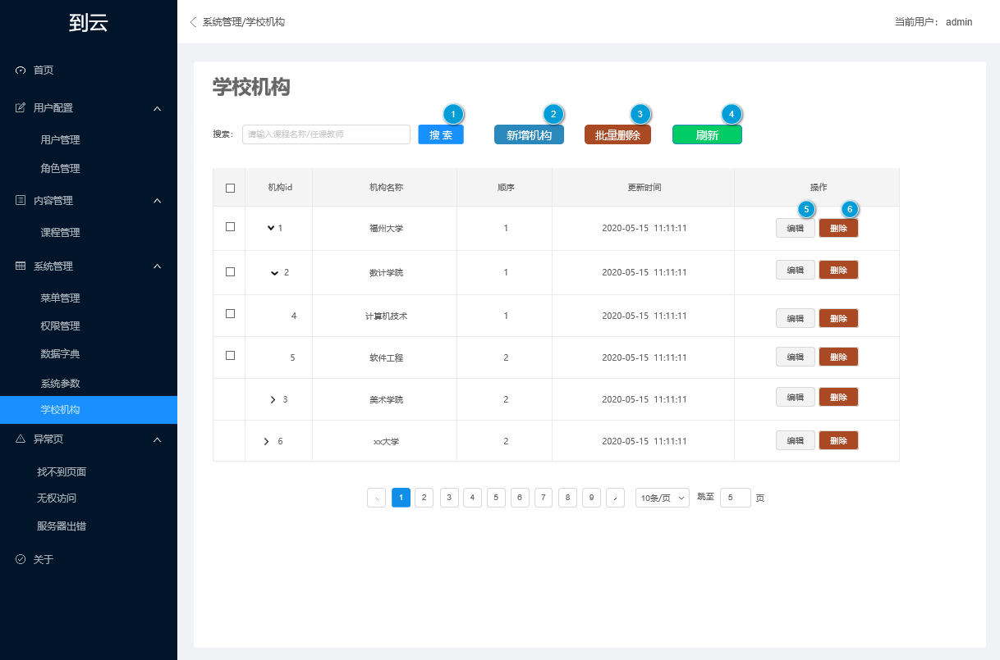 到云
系统管理/学校机构
当前用户： admin
首页
用户配置
用户管理
角色管理
内容管理
课程管理
系统管理
菜单管理
权限管理
数据字典
系统参数
学校机构
异常页
找不到页面
无权访问
服务器出错
关于
学校机构
1 2 3 4
搜索： 请输入课程名称/任课教师 搜 索 新增机构 批量删除 刷新
机构id 机构名称 顺序 更新时间 操作
5 6
1 福州大学 1 2020-05-15 11:11:11 编辑 删除
2 数计学院 1 2020-05-15 11:11:11 编辑 删除
4 计算机技术 1 2020-05-15 11:11:11 编辑 删除
5 软件工程 2 2020-05-15 11:11:11 编辑 删除
3 美术学院 2 2020-05-15 11:11:11 编辑 删除
6 xx大学 2 2020-05-15 11:11:11 编辑 删除
1 2 3 4 5 6 7 8 9 10条/页 跳至 5 页